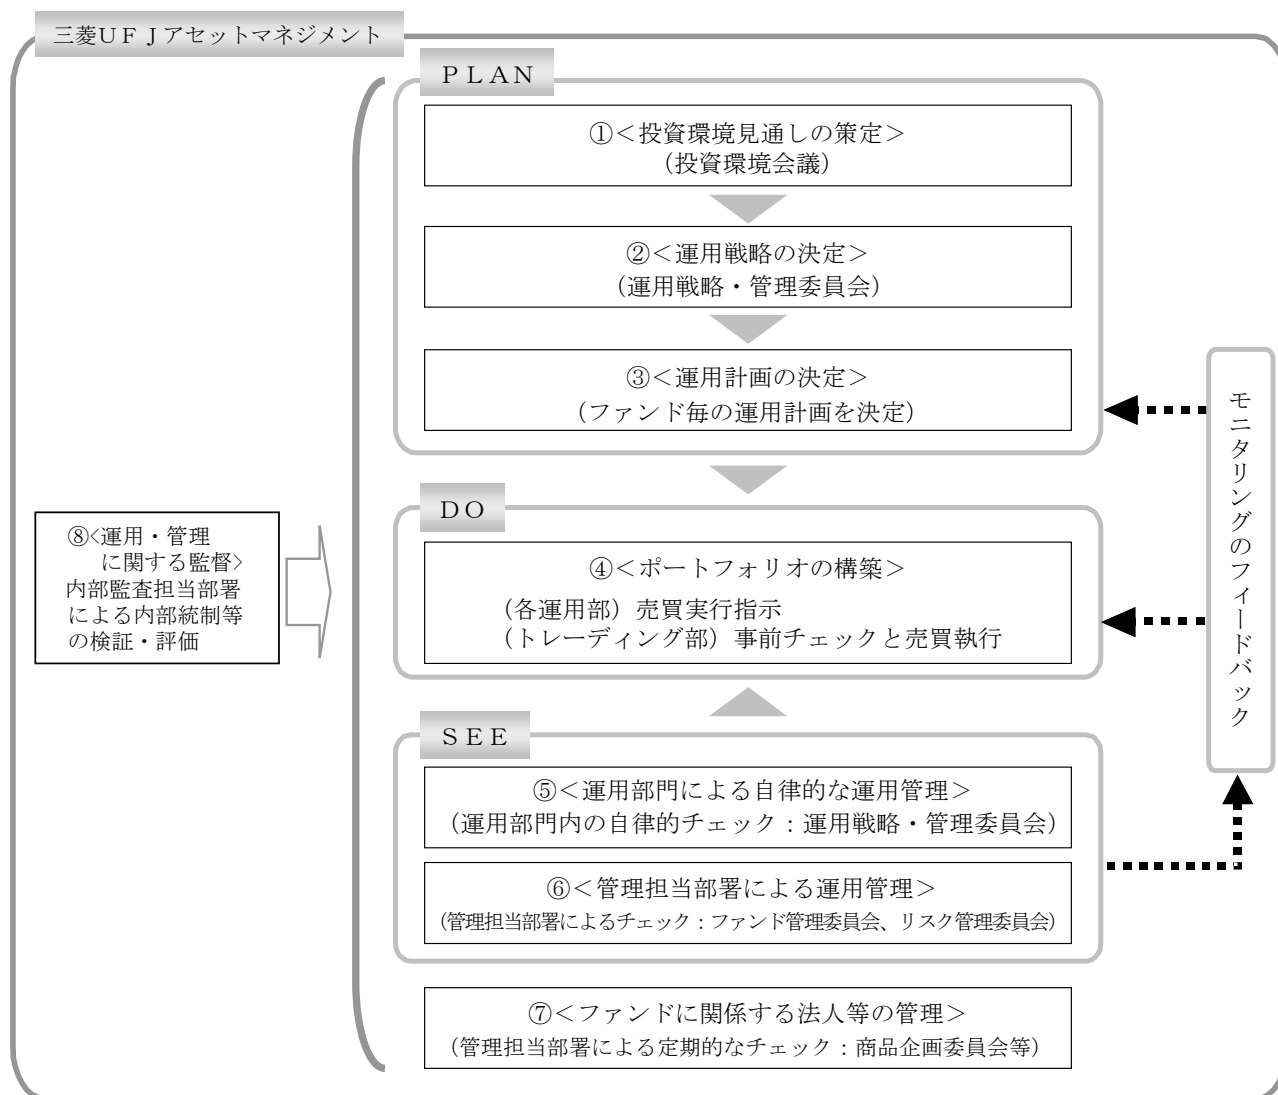 三菱ＵＦＪアセットマネジメント
ＰＬＡＮ
①＜投資環境見通しの策定＞
（投資環境会議）
②＜運用戦略の決定＞
（運用戦略・管理委員会）
③＜運用計画の決定＞
（ファンド毎の運用計画を決定）
ＤＯ
④＜ポートフォリオの構築＞
（各運用部）売買実行指示
（トレーディング部）事前チェックと売買執行
ＳＥＥ
⑤＜運用部門による自律的な運用管理＞
（運用部門内の自律的チェック：運用戦略・管理委員会）
⑥＜管理担当部署による運用管理＞
（管理担当部署によるチェック：ファンド管理委員会、リスク管理委員会）
⑦＜ファンドに関係する法人等の管理＞
（管理担当部署による定期的なチェック：商品企画委員会等）
⑧<運用・管理
に関する監督>
内部監査担当部署
による内部統制等
の検証・評価
モニタリングのフィードバック